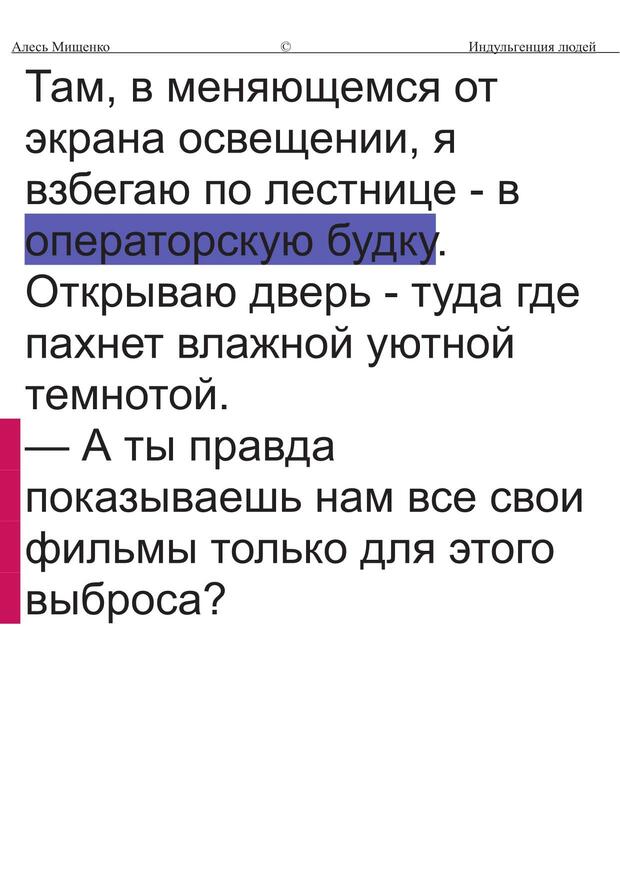 Алесь Мищенко © Индульгенция людей
Там, в меняющемся от
экрана освещении, я
взбегаю по лестнице - в
операторскую будку.
Открываю дверь - туда где
пахнет влажной уютной
темнотой.
— А ты правда
показываешь нам все свои
фильмы только для этого
выброса?